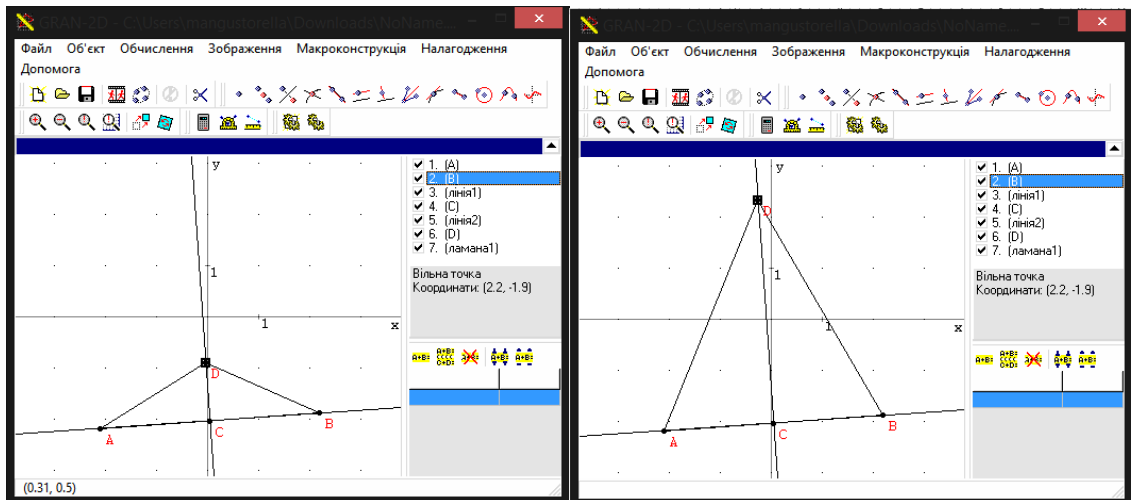 GRAN-2D - C:\Users\mangustorella\Downloads\NoName...
Файл Об'єкт Обчислення Зображення Макроконструкція Налагодження
Допомога
y
1
1
x
D
C
A
B
1. (A)
2. (B)
3. (лінія1)
4. (C)
5. (лінія2)
6. (D)
7. (ламана1)
Вільна точка
Координати: (2.2, -1.9)
(0.31, 0.5)
GRAN-2D - C:\Users\mangustorella\Downloads\NoName...
Файл Об'єкт Обчислення Зображення Макроконструкція Налагодження
Допомога
y
D
1
1
x
A
C
B
1. (A)
2. (B)
3. (лінія1)
4. (C)
5. (лінія2)
6. (D)
7. (ламана1)
Вільна точка
Координати: (2.2, -1.9)